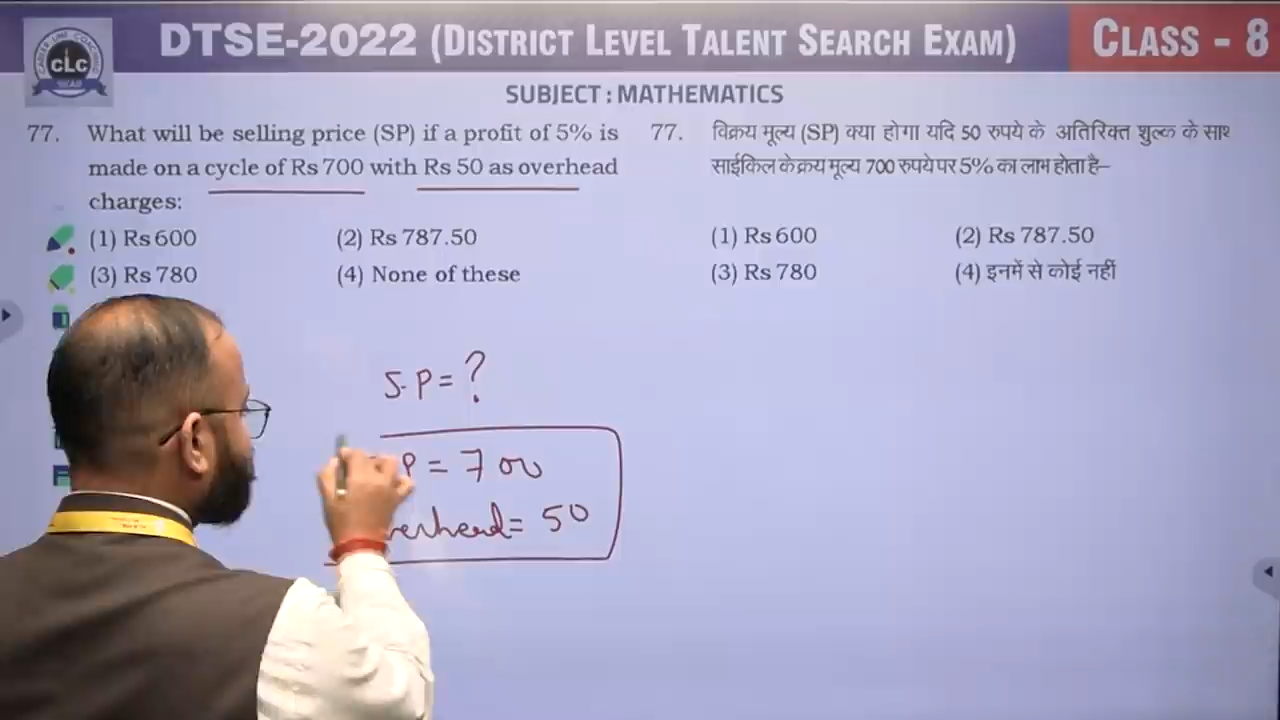 DTSE-2022 (DISTRICT LEVEL TALENT SEARCH EXAM)
CLASS - 8
CLC
SUBJECT : MATHEMATICS
77. What will be selling price (SP) if a profit of 5% is
made on a cycle of Rs 700 with Rs 50 as overhead
charges:
(1) Rs 600 (2) Rs 787.50
(3) Rs 780 (4) None of these
77. विक्रय मूल्य (SP) क्या होगा यदि 50 रुपये के अतिरिक्त शुल्क के साथ
साईकिल के क्रय मूल्य 700 रुपये पर 5% का लाभ होता है–
(1) Rs 600 (2) Rs 787.50
(3) Rs 780 (4) इनमें से कोई नहीं
S.P = ?
P = 700
verhead = 50